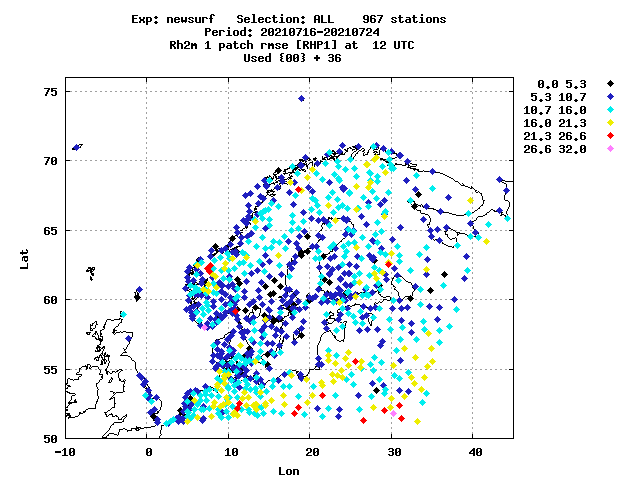 Exp: newsurf   Selection: ALL    967 stations
Period: 20210716-20210724
Rh2m 1 patch rmse [RHP1] at  12 UTC
Used {00} + 36
0.0 5.3
5.3 10.7
10.7 16.0
16.0 21.3
21.3 26.6
26.6 32.0
75
70
65
60
55
50
Lat
-10 0 10 20 30 40
Lon